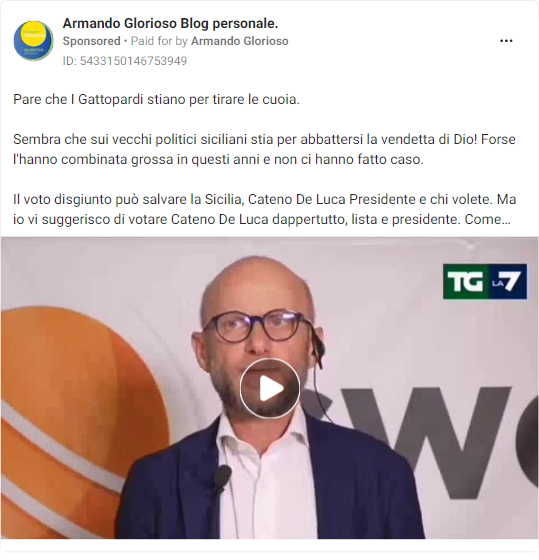 Armando Glorioso Blog personale.
Sponsored • Paid for by Armando Glorioso
ID: 5433150146753949
Pare che I Gattopardi stiano per tirare le cuoia.
Sembra che sui vecchi politici siciliani stia per abbattersi la vendetta di Dio! Forse
l'hanno combinata grossa in questi anni e non ci hanno fatto caso.
Il voto disgiunto può salvare la Sicilia, Cateno De Luca Presidente e chi volete. Ma
io vi suggerisco di votare Cateno De Luca dappertutto, lista e presidente. Come...
TG LA 7
SW